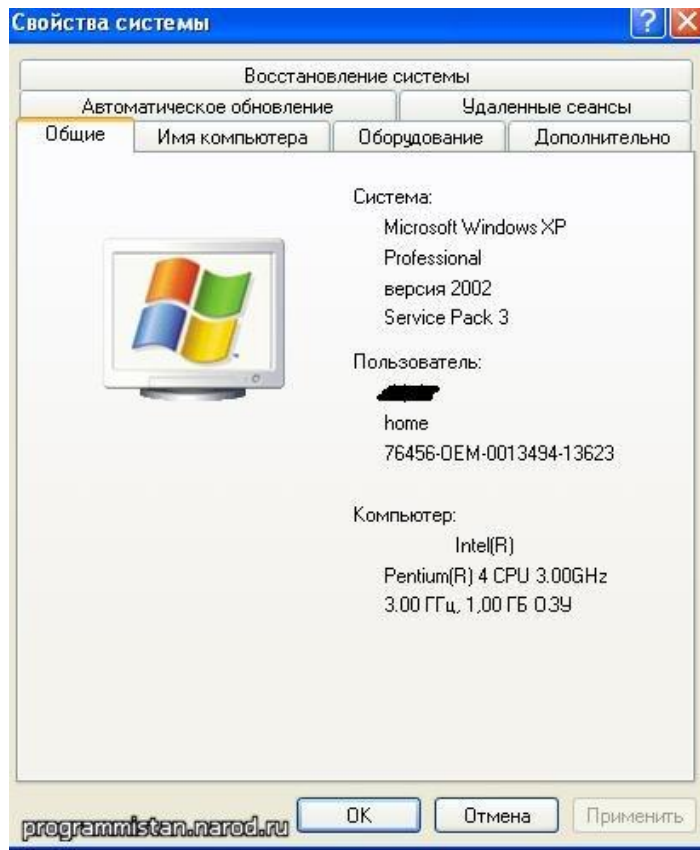 Свойства системы
Восстановление системы
Автоматическое обновление Удаленные сеансы
Общие Имя компьютера Оборудование Дополнительно
Система:
Microsoft Windows XP
Professional
версия 2002
Service Pack 3
Пользователь:
home
76456-OEM-0013494-13623
Компьютер:
Intel(R)
Pentium(R) 4 CPU 3.00GHz
3.00 ГГц, 1,00 ГБ ОЗУ
OK Отмена Применить
programmistan.narod.ru